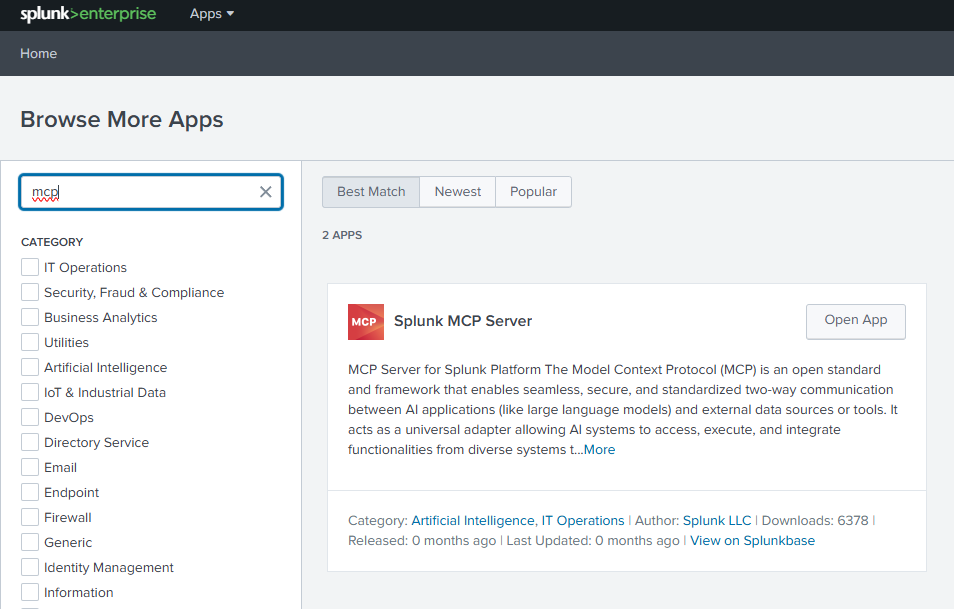 splunk>enterprise Apps
Home
Browse More Apps
mcp
CATEGORY
IT Operations
Security, Fraud & Compliance
Business Analytics
Utilities
Artificial Intelligence
IoT & Industrial Data
DevOps
Directory Service
Email
Endpoint
Firewall
Generic
Identity Management
Information
Best Match Newest Popular
2 APPS
MCP Splunk MCP Server Open App
MCP Server for Splunk Platform The Model Context Protocol (MCP) is an open standard
and framework that enables seamless, secure, and standardized two-way communication
between AI applications (like large language models) and external data sources or tools. It
acts as a universal adapter allowing AI systems to access, execute, and integrate
functionalities from diverse systems t...More
Category: Artificial Intelligence, IT Operations | Author: Splunk LLC | Downloads: 6378 |
Released: 0 months ago | Last Updated: 0 months ago | View on Splunkbase